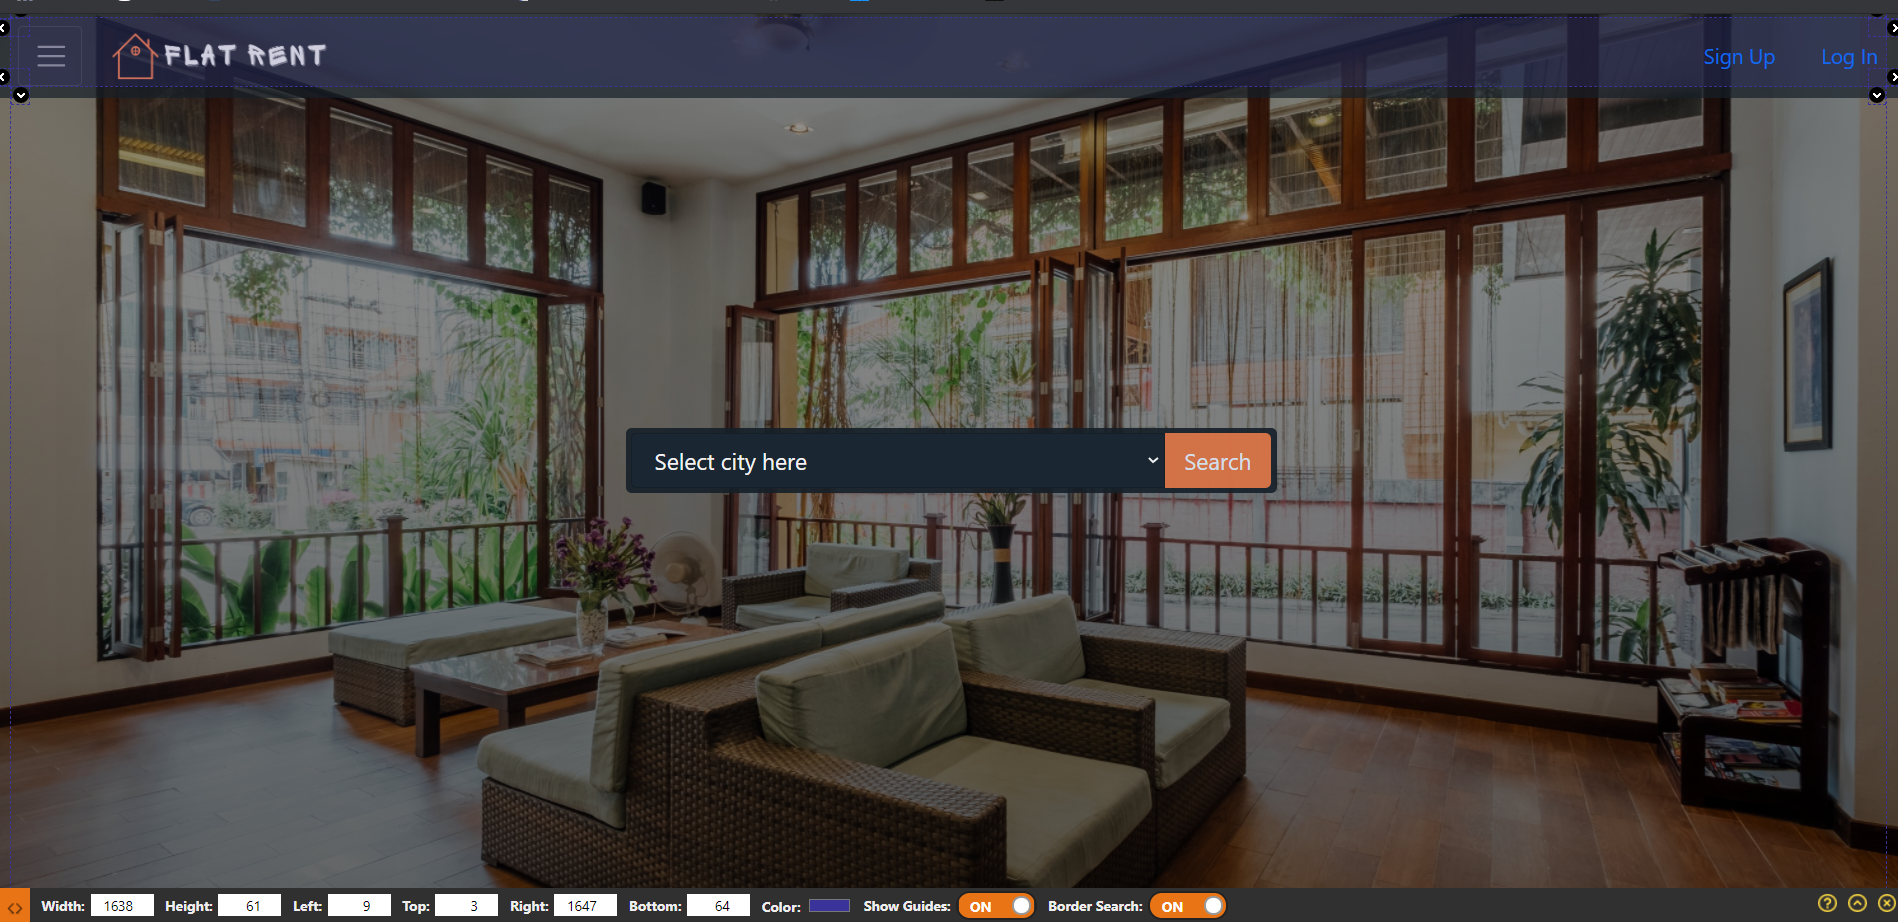 FLAT RENT
Sign Up
Log In
Select city here
Search
Width: 1638 Height: 61 Left: 9 Top: 3 Right: 1647 Bottom: 64 Color: Show Guides: ON Border Search: ON